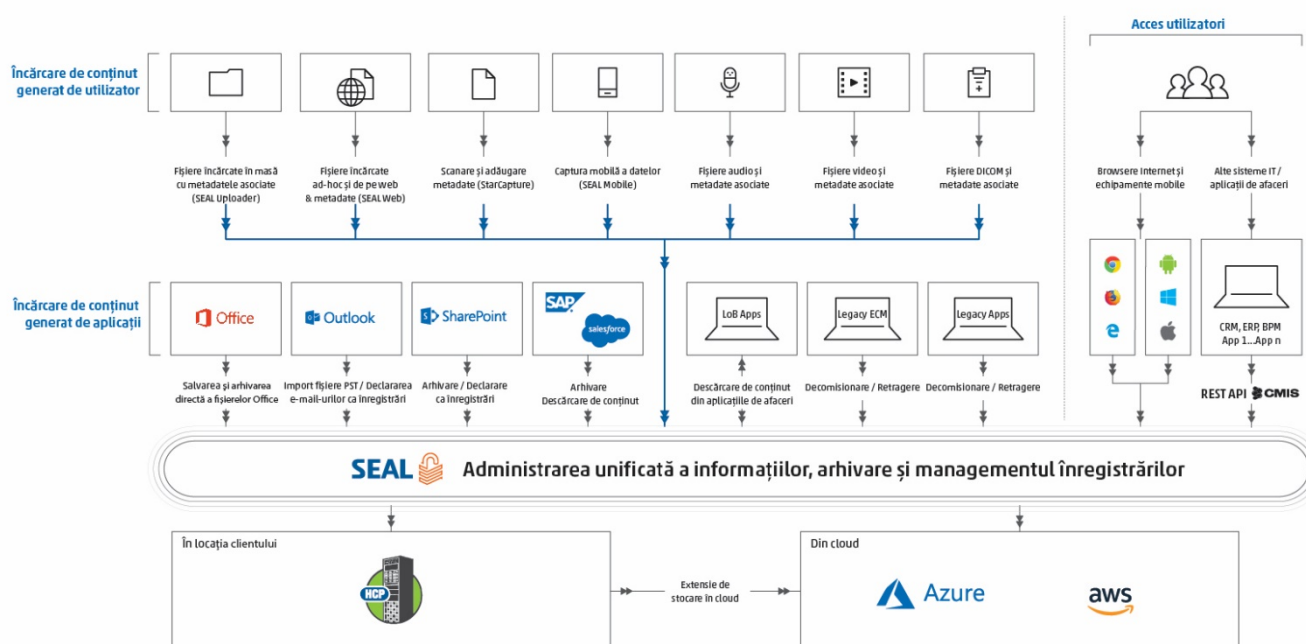 Acces utilizatori
Încărcare de conținut
generat de utilizator
Fișiere încărcate în masă
cu metadatele asociate
(SEAL Uploader)
Fișiere încărcate
ad-hoc și de pe web
& metadate (SEAL Web)
Scanare și adăugare
metadate (StarCapture)
Captura mobilă a datelor
(SEAL Mobile)
Fișiere audio și
metadate asociate
Fișiere video și
metadate asociate
Fișiere DICOM și
metadate asociate
Browsere Internet și
echipamente mobile
Alte sisteme IT /
aplicații de afaceri
Încărcare de conținut
generat de aplicații
Office
Outlook
SharePoint
SAP
salesforce
LoB Apps
Legacy ECM
Legacy Apps
CRM, ERP, BPM
App 1...App n
Salvarea și arhivarea
directă a fișierelor Office
Import fișiere PST / Declararea
e-mail-urilor ca înregistrări
Arhivare / Declarare
ca înregistrări
Arhivare
Descărcare de conținut
Descărcare de conținut
din aplicațiile de afaceri
Decomisionare / Retragere
Decomisionare / Retragere
REST API CMIS
SEAL Administrarea unificată a informațiilor, arhivare și managementul înregistrărilor
În locația clientului
HCP
Extensie de
stocare în cloud
Din cloud
Azure
aws